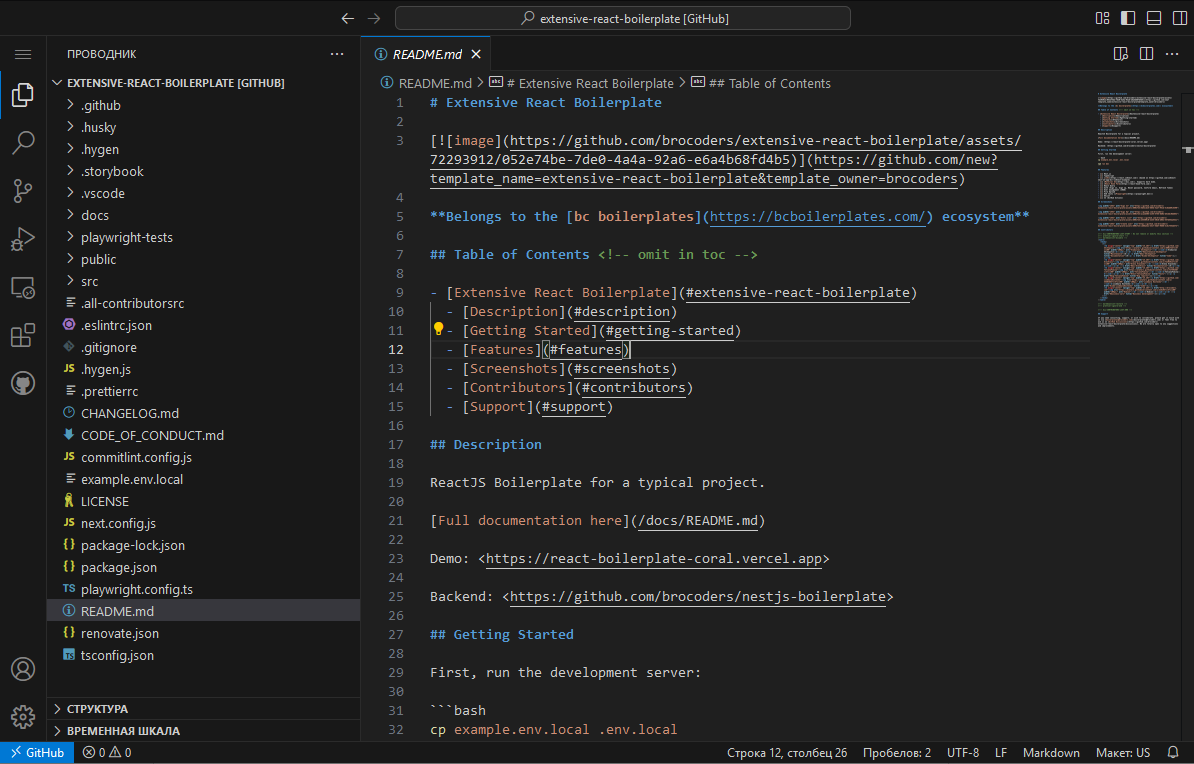 extensive-react-boilerplate [GitHub]
ПРОВОДНИК
EXTENSIVE-REACT-BOILERPLATE [GITHUB]
.github
.husky
.hygen
.storybook
.vscode
docs
playwright-tests
public
src
.all-contributorsrc
.eslintrc.json
.gitignore
JS .hygen.js
.prettierrc
CHANGELOG.md
CODE_OF_CONDUCT.md
JS commitlint.config.js
example.env.local
LICENSE
JS next.config.js
{} package-lock.json
{} package.json
TS playwright.config.ts
README.md
{} renovate.json
TS tsconfig.json
СТРУКТУРА
ВРЕМЕННАЯ ШКАЛА
README.md
README.md > abc # Extensive React Boilerplate > abc ## Table of Contents
1 # Extensive React Boilerplate
2
3 [![image](https://github.com/brocoders/extensive-react-boilerplate/assets/
72293912/052e74be-7de0-4a4a-92ab-e6a4b68fd4b5)](https://github.com/new?
template_name=extensive-react-boilerplate&template_owner=brocoders)
4
5 **Belongs to the [bc boilerplates](https://bcboilerplates.com/) ecosystem**
6
7 ## Table of Contents <!-- omit in toc -->
8
9 - [Extensive React Boilerplate](#extensive-react-boilerplate)
10 - [Description](#description)
11 - [Getting Started](#getting-started)
12 - [Features](#features)
13 - [Screenshots](#screenshots)
14 - [Contributors](#contributors)
15 - [Support](#support)
16
17 ## Description
18
19 ReactJS Boilerplate for a typical project.
20
21 [Full documentation here](/docs/README.md)
22
23 Demo: <https://react-boilerplate-coral.vercel.app>
24
25 Backend: <https://github.com/brocoders/nestjs-boilerplate>
26
27 ## Getting Started
28
29 First, run the development server:
30
31 ```bash
32 cp example.env.local .env.local
GitHub 0 0 Строка 12, столбец 26 Пробелов: 2 UTF-8 LF Markdown Макет: US